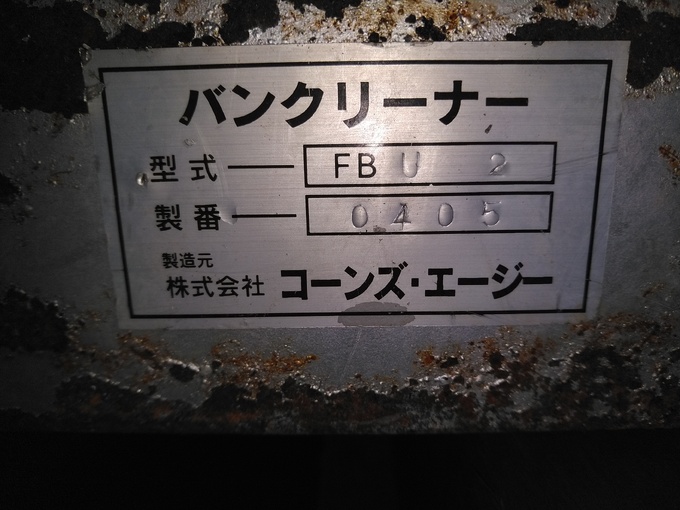 バンクリーナー
型式 FBU 2
製番 0405
製造元
株式会社 コーンズ・エージー